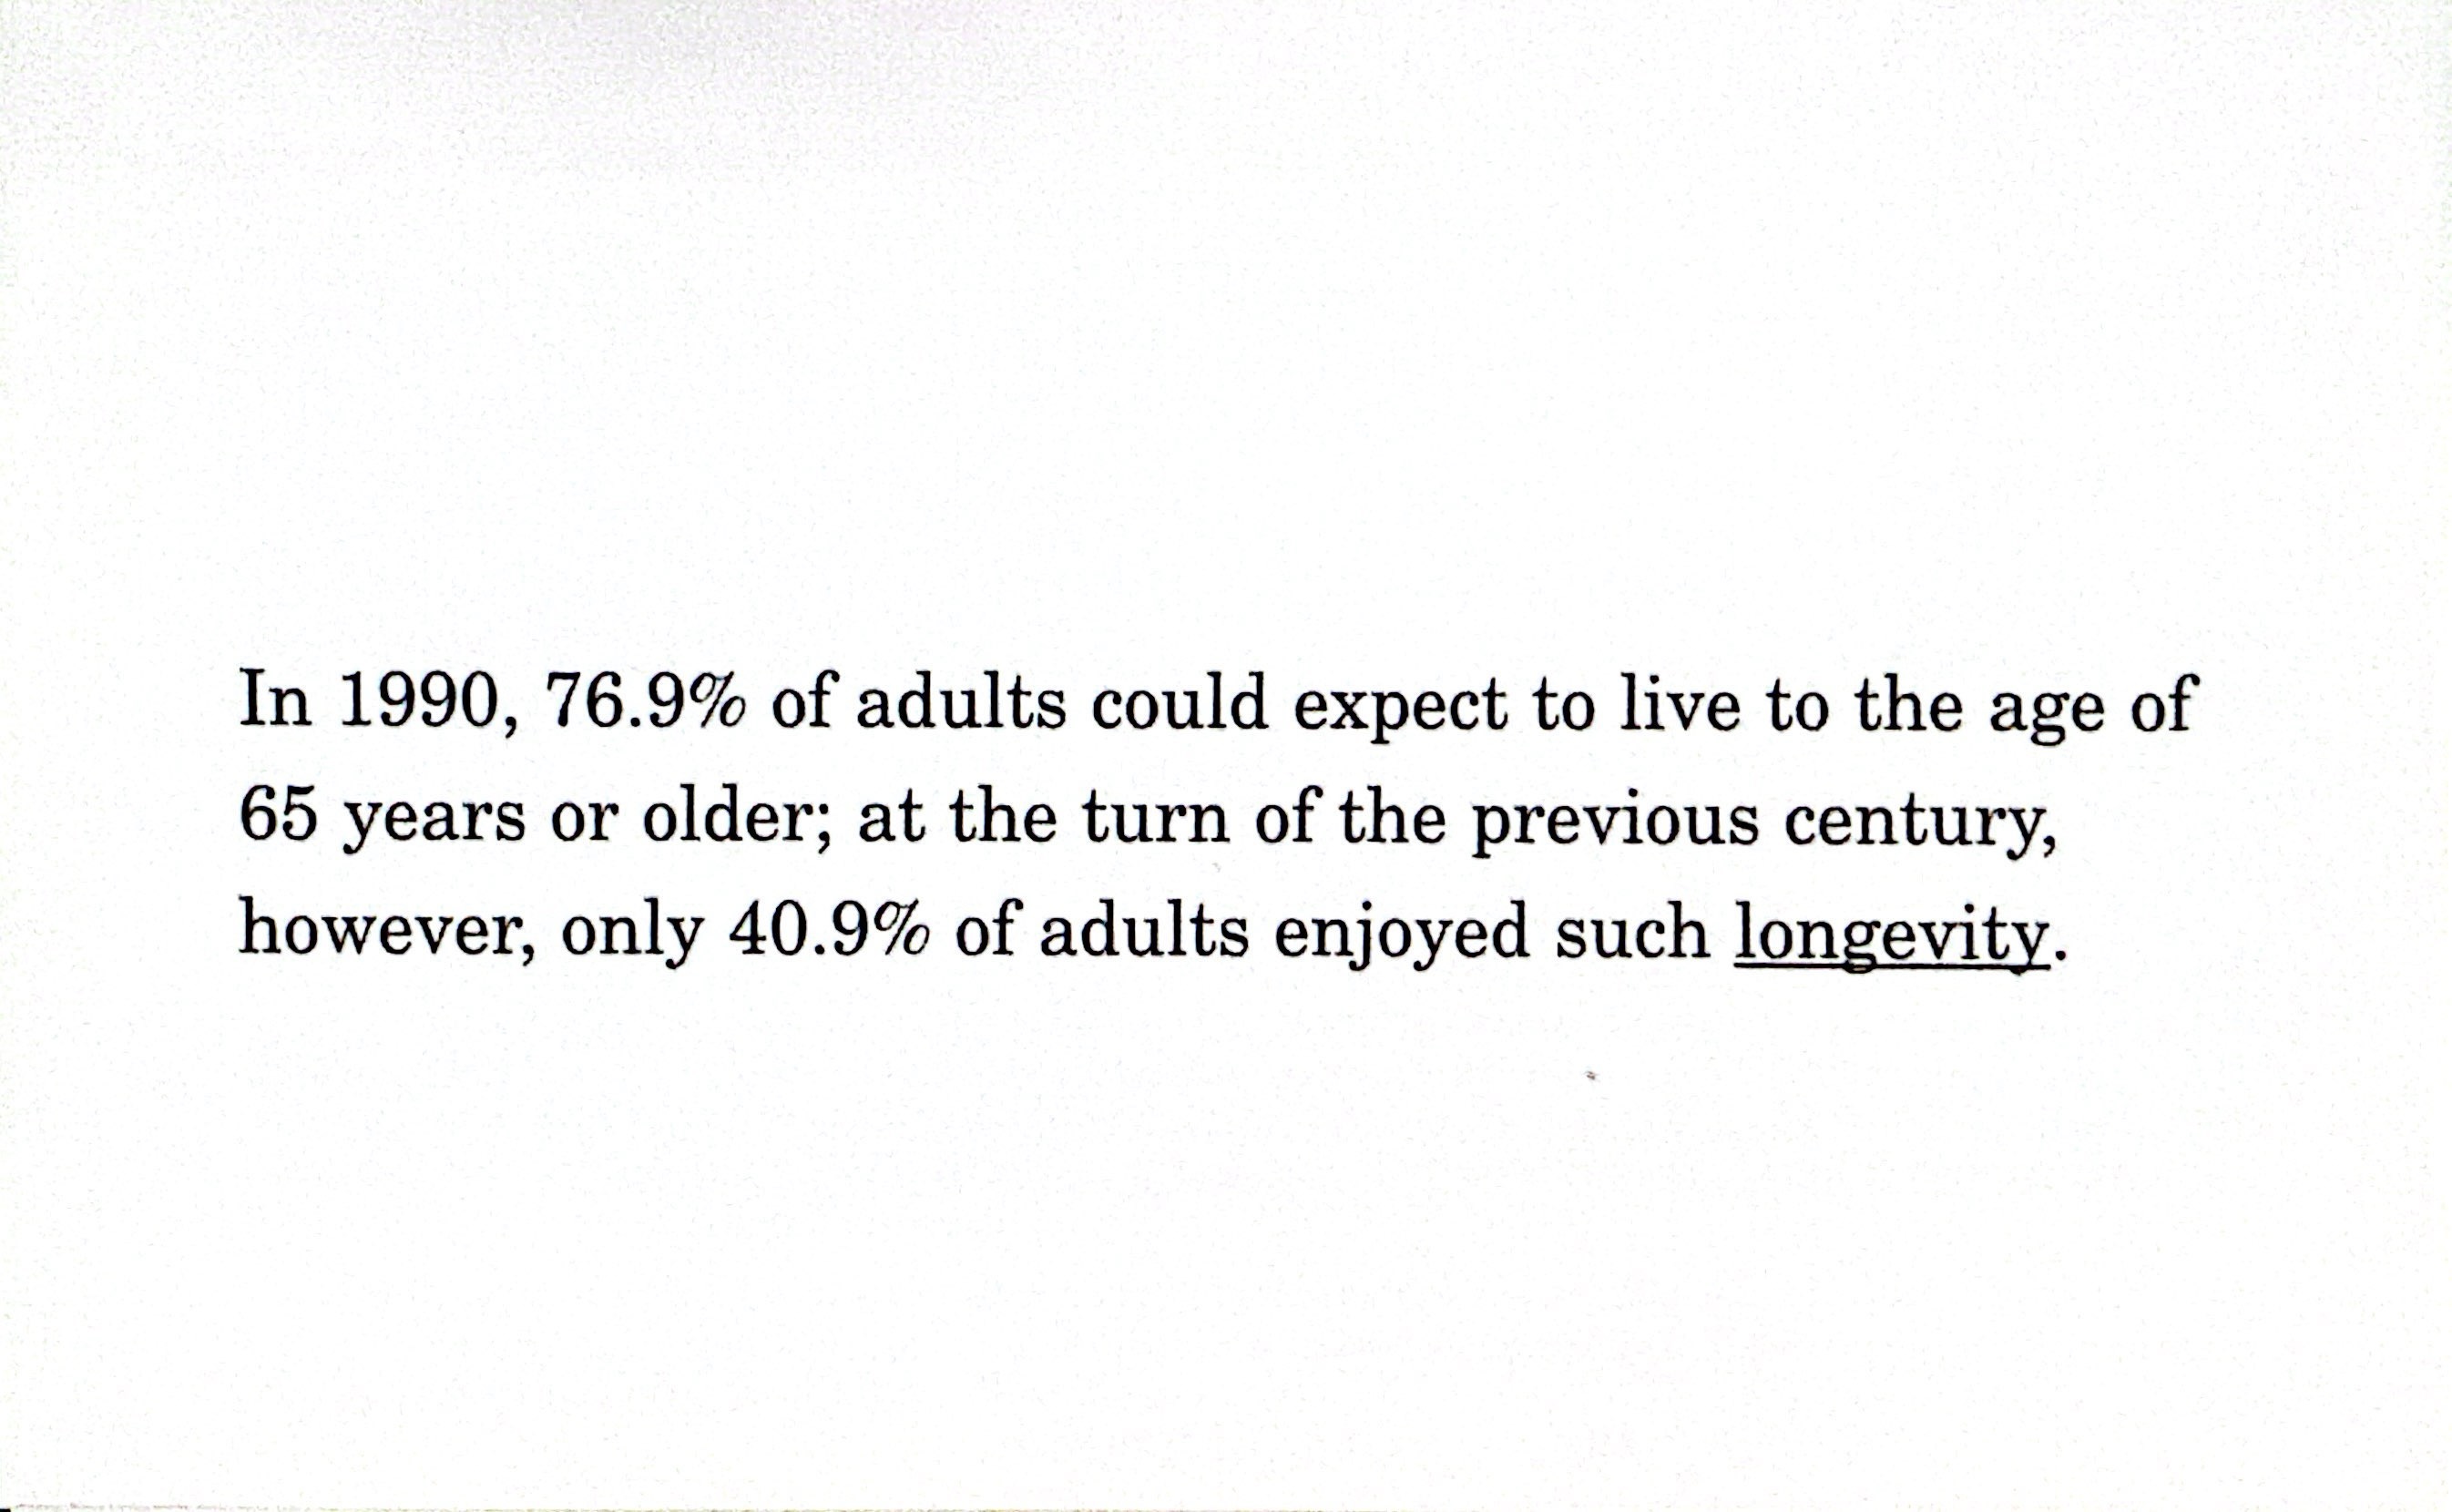 In 1990, 76.9% of adults could expect to live to the age of
65 years or older; at the turn of the previous century,
however, only 40.9% of adults enjoyed such longevity.